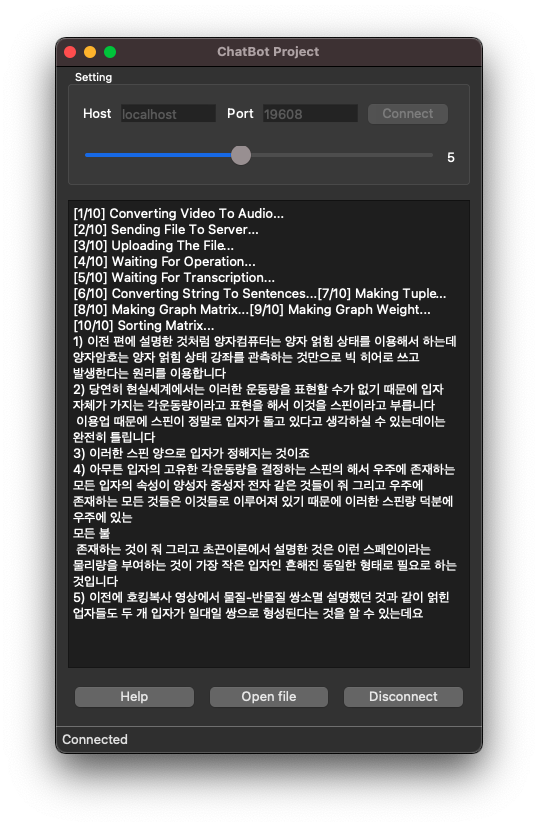 ChatBot Project
Setting
Host localhost Port 19608 Connect
5
[1/10] Converting Video To Audio...
[2/10] Sending File To Server...
[3/10] Uploading The File...
[4/10] Waiting For Operation...
[5/10] Waiting For Transcription...
[6/10] Converting String To Sentences...[7/10] Making Tuple...
[8/10] Making Graph Matrix...[9/10] Making Graph Weight...
[10/10] Sorting Matrix...
1) 이전 편에 설명한 것처럼 양자컴퓨터는 양자 얽힘 상태를 이용해서 하는데
양자암호는 양자 얽힘 상태 강좌를 관측하는 것만으로 빅 히어로 쓰고
발생한다는 원리를 이용합니다
2) 당연히 현실세계에서는 이러한 운동량을 표현할 수가 없기 때문에 입자
자체가 가지는 각운동량이라고 표현을 해서 이것을 스핀이라고 부릅니다
이용업 때문에 스핀이 정말로 입자가 돌고 있다고 생각하실 수 있는데이는
완전히 틀립니다
3) 이러한 스핀 양으로 입자가 정해지는 것이죠
4) 아무튼 입자의 고유한 각운동량을 결정하는 스핀의 해서 우주에 존재하는
모든 입자의 속성이 양성자 중성자 전자 같은 것들이 줘 그리고 우주에
존재하는 모든 것들은 이것들로 이루어져 있기 때문에 이러한 스핀량 덕분에
우주에 있는
모든 불
존재하는 것이 줘 그리고 초끈이론에서 설명한 것은 이런 스페인이라는
물리량을 부여하는 것이 가장 작은 입자인 흔해진 동일한 형태로 필요로 하는
것입니다
5) 이전에 호킹복사 영상에서 물질-반물질 쌍소멸 설명했던 것과 같이 얽힌
업자들도 두 개 입자가 일대일 쌍으로 형성된다는 것을 알 수 있는데요
Help Open file Disconnect
Connected